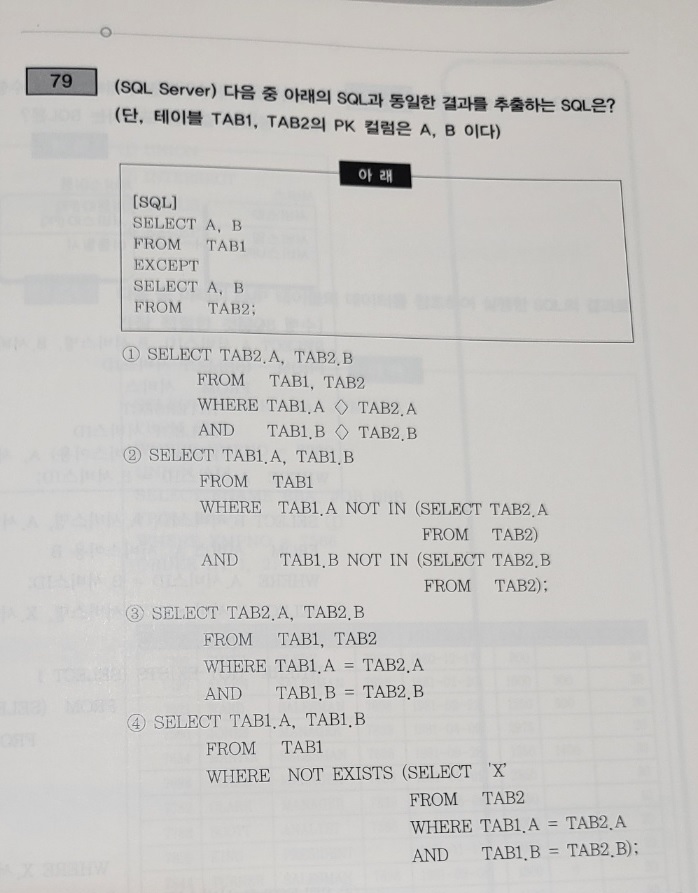 79
(SQL Server) 다음 중 아래의 SQL과 동일한 결과를 추출하는 SQL은?
(단, 테이블 TAB1, TAB2의 PK 컬럼은 A, B 이다)
아 래
[SQL]
SELECT A, B
FROM TAB1
EXCEPT
SELECT A, B
FROM TAB2;
① SELECT TAB2.A, TAB2.B
FROM TAB1, TAB2
WHERE TAB1.A <> TAB2.A
AND TAB1.B <> TAB2.B
② SELECT TAB1.A, TAB1.B
FROM TAB1
WHERE TAB1.A NOT IN (SELECT TAB2.A
FROM TAB2)
AND TAB1.B NOT IN (SELECT TAB2.B
FROM TAB2);
③ SELECT TAB2.A, TAB2.B
FROM TAB1, TAB2
WHERE TAB1.A = TAB2.A
AND TAB1.B = TAB2.B
④ SELECT TAB1.A, TAB1.B
FROM TAB1
WHERE NOT EXISTS (SELECT 'X'
FROM TAB2
WHERE TAB1.A = TAB2.A
AND TAB1.B = TAB2.B);